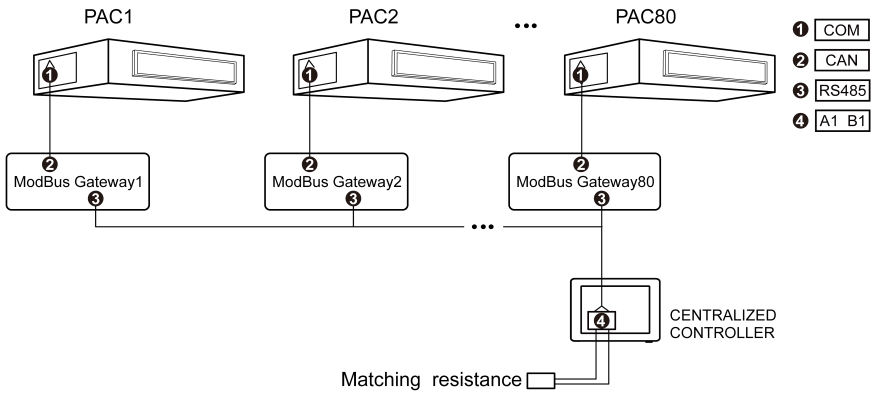 PAC1
PAC2
...
PAC80
1 COM
2 CAN
3 RS485
4 A1 B1
1
1
1
2
2
2
ModBus Gateway1
ModBus Gateway2
ModBus Gateway80
3
3
3
...
4
CENTRALIZED
CONTROLLER
Matching resistance